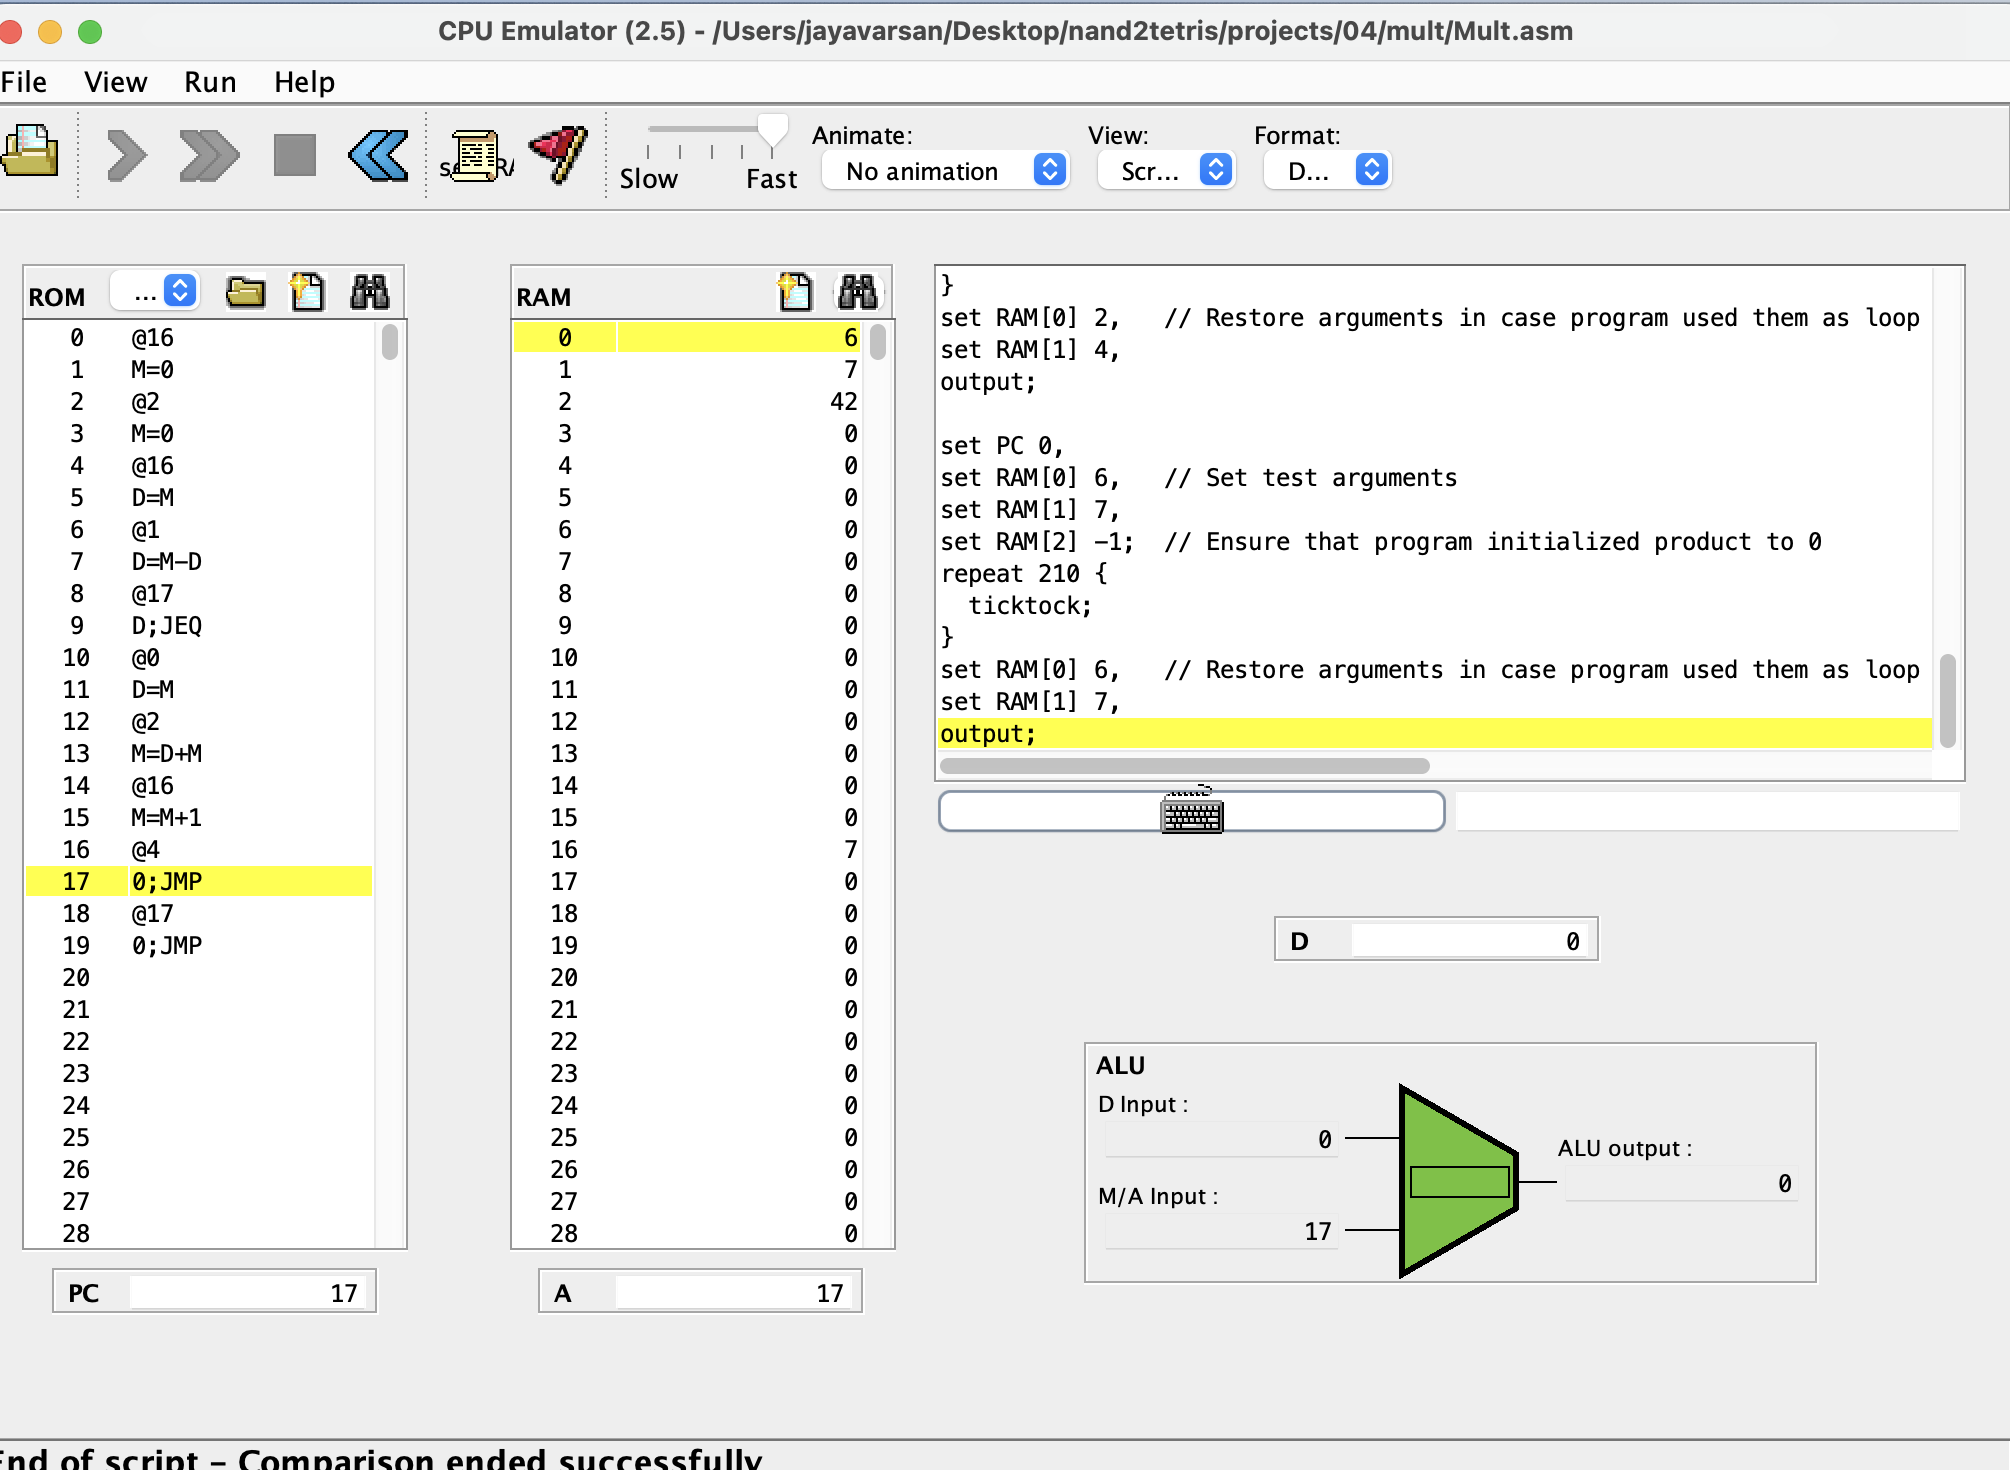 CPU Emulator (2.5) - /Users/jayavarsan/Desktop/nand2tetris/projects/04/mult/Mult.asm
File View Run Help
Slow Fast
Animate: No animation
View: Scr...
Format: D...
ROM ...
0 @16
1 M=0
2 @2
3 M=0
4 @16
5 D=M
6 @1
7 D=M-D
8 @17
9 D;JEQ
10 @0
11 D=M
12 @2
13 M=D+M
14 @16
15 M=M+1
16 @4
17 0;JMP
18 @17
19 0;JMP
20
21
22
23
24
25
26
27
28
PC 17
RAM
0 6
1 7
2 42
3 0
4 0
5 0
6 0
7 0
8 0
9 0
10 0
11 0
12 0
13 0
14 0
15 0
16 7
17 0
18 0
19 0
20 0
21 0
22 0
23 0
24 0
25 0
26 0
27 0
28 0
A 17
}
set RAM[0] 2,   // Restore arguments in case program used them as loop
set RAM[1] 4,
output;
set PC 0,
set RAM[0] 6,   // Set test arguments
set RAM[1] 7,
set RAM[2] -1;  // Ensure that program initialized product to 0
repeat 210 {
  ticktock;
}
set RAM[0] 6,   // Restore arguments in case program used them as loop
set RAM[1] 7,
output;
D 0
ALU
D Input :
0
M/A Input :
17
ALU output :
0
End of script - Comparison ended successfully